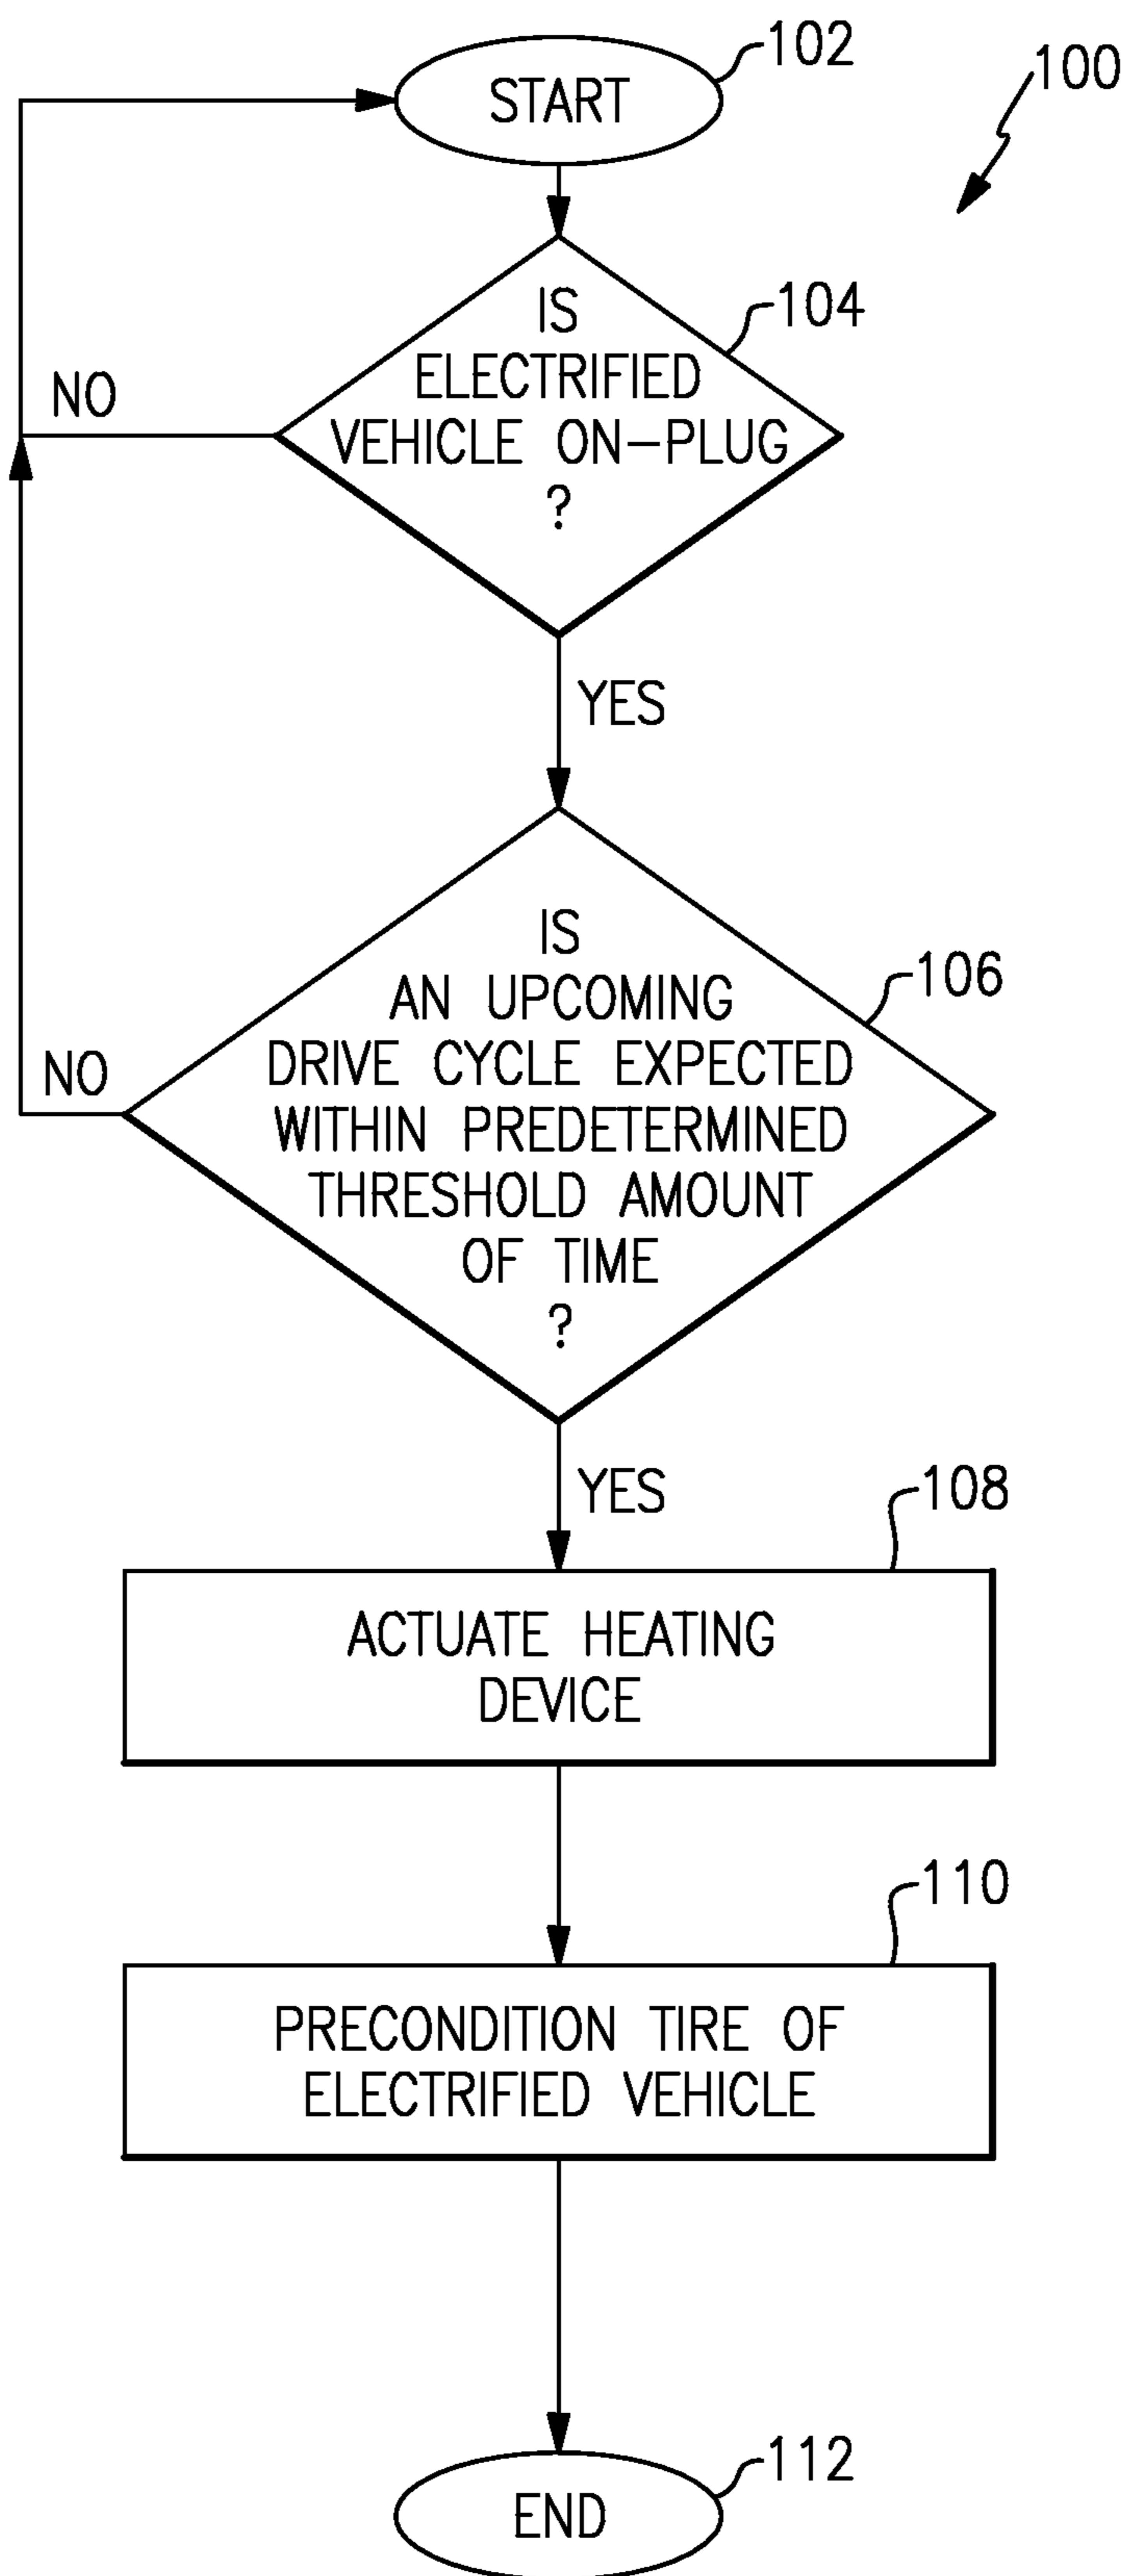 START
102
100
IS
ELECTRIFIED
VEHICLE ON-PLUG
?
104
NO
YES
IS
AN UPCOMING
DRIVE CYCLE EXPECTED
WITHIN PREDETERMINED
THRESHOLD AMOUNT
OF TIME
?
106
NO
YES
108
ACTUATE HEATING
DEVICE
110
PRECONDITION TIRE OF
ELECTRIFIED VEHICLE
112
END